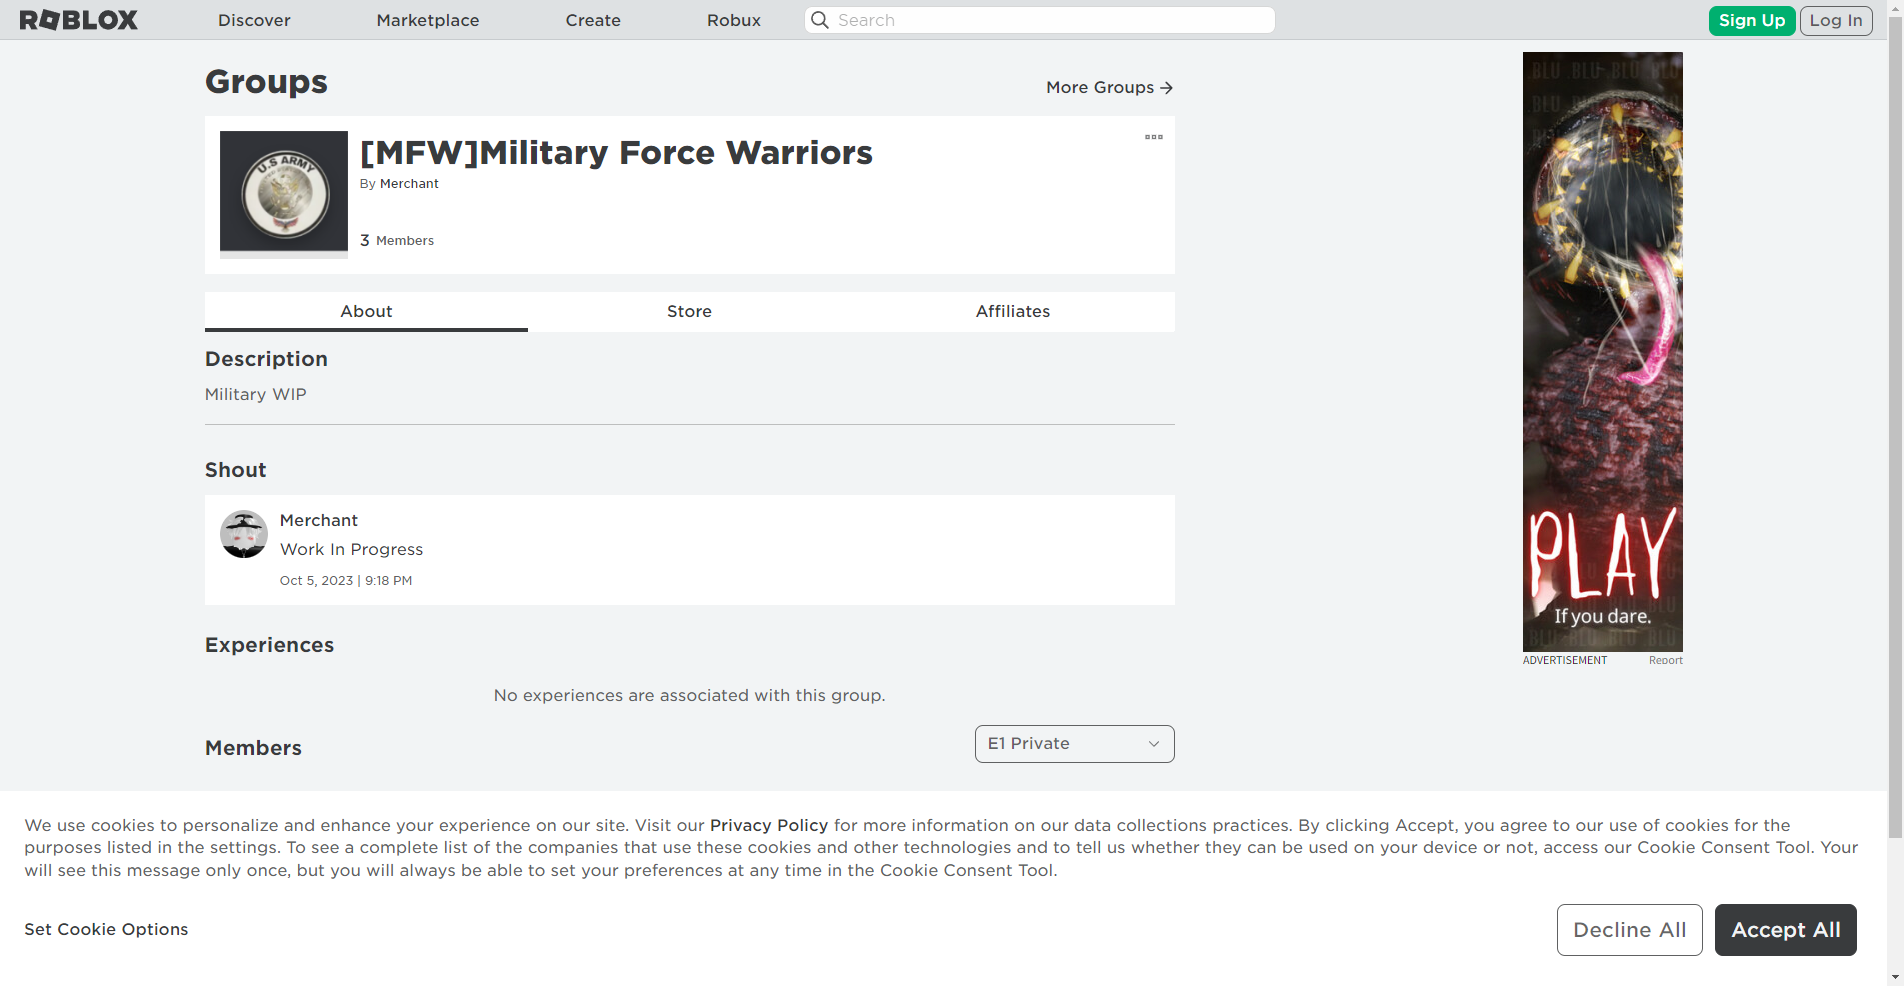 ROBLOX
Discover
Marketplace
Create
Robux
Search
Sign Up
Log In
Groups
More Groups
U.S ARMY
[MFW]Military Force Warriors
By Merchant
3 Members
About
Store
Affiliates
Description
Military WIP
Shout
Merchant
Work In Progress
Oct 5, 2023 | 9:18 PM
Experiences
No experiences are associated with this group.
Members
E1 Private
BLU BLU BLU BLU
BLU BLU BLU BLU
PLAY
If you dare.
BLU BLU BLU BLU
ADVERTISEMENT
Report
We use cookies to personalize and enhance your experience on our site. Visit our Privacy Policy for more information on our data collections practices. By clicking Accept, you agree to our use of cookies for the
purposes listed in the settings. To see a complete list of the companies that use these cookies and other technologies and to tell us whether they can be used on your device or not, access our Cookie Consent Tool. Your
will see this message only once, but you will always be able to set your preferences at any time in the Cookie Consent Tool.
Set Cookie Options
Decline All
Accept All